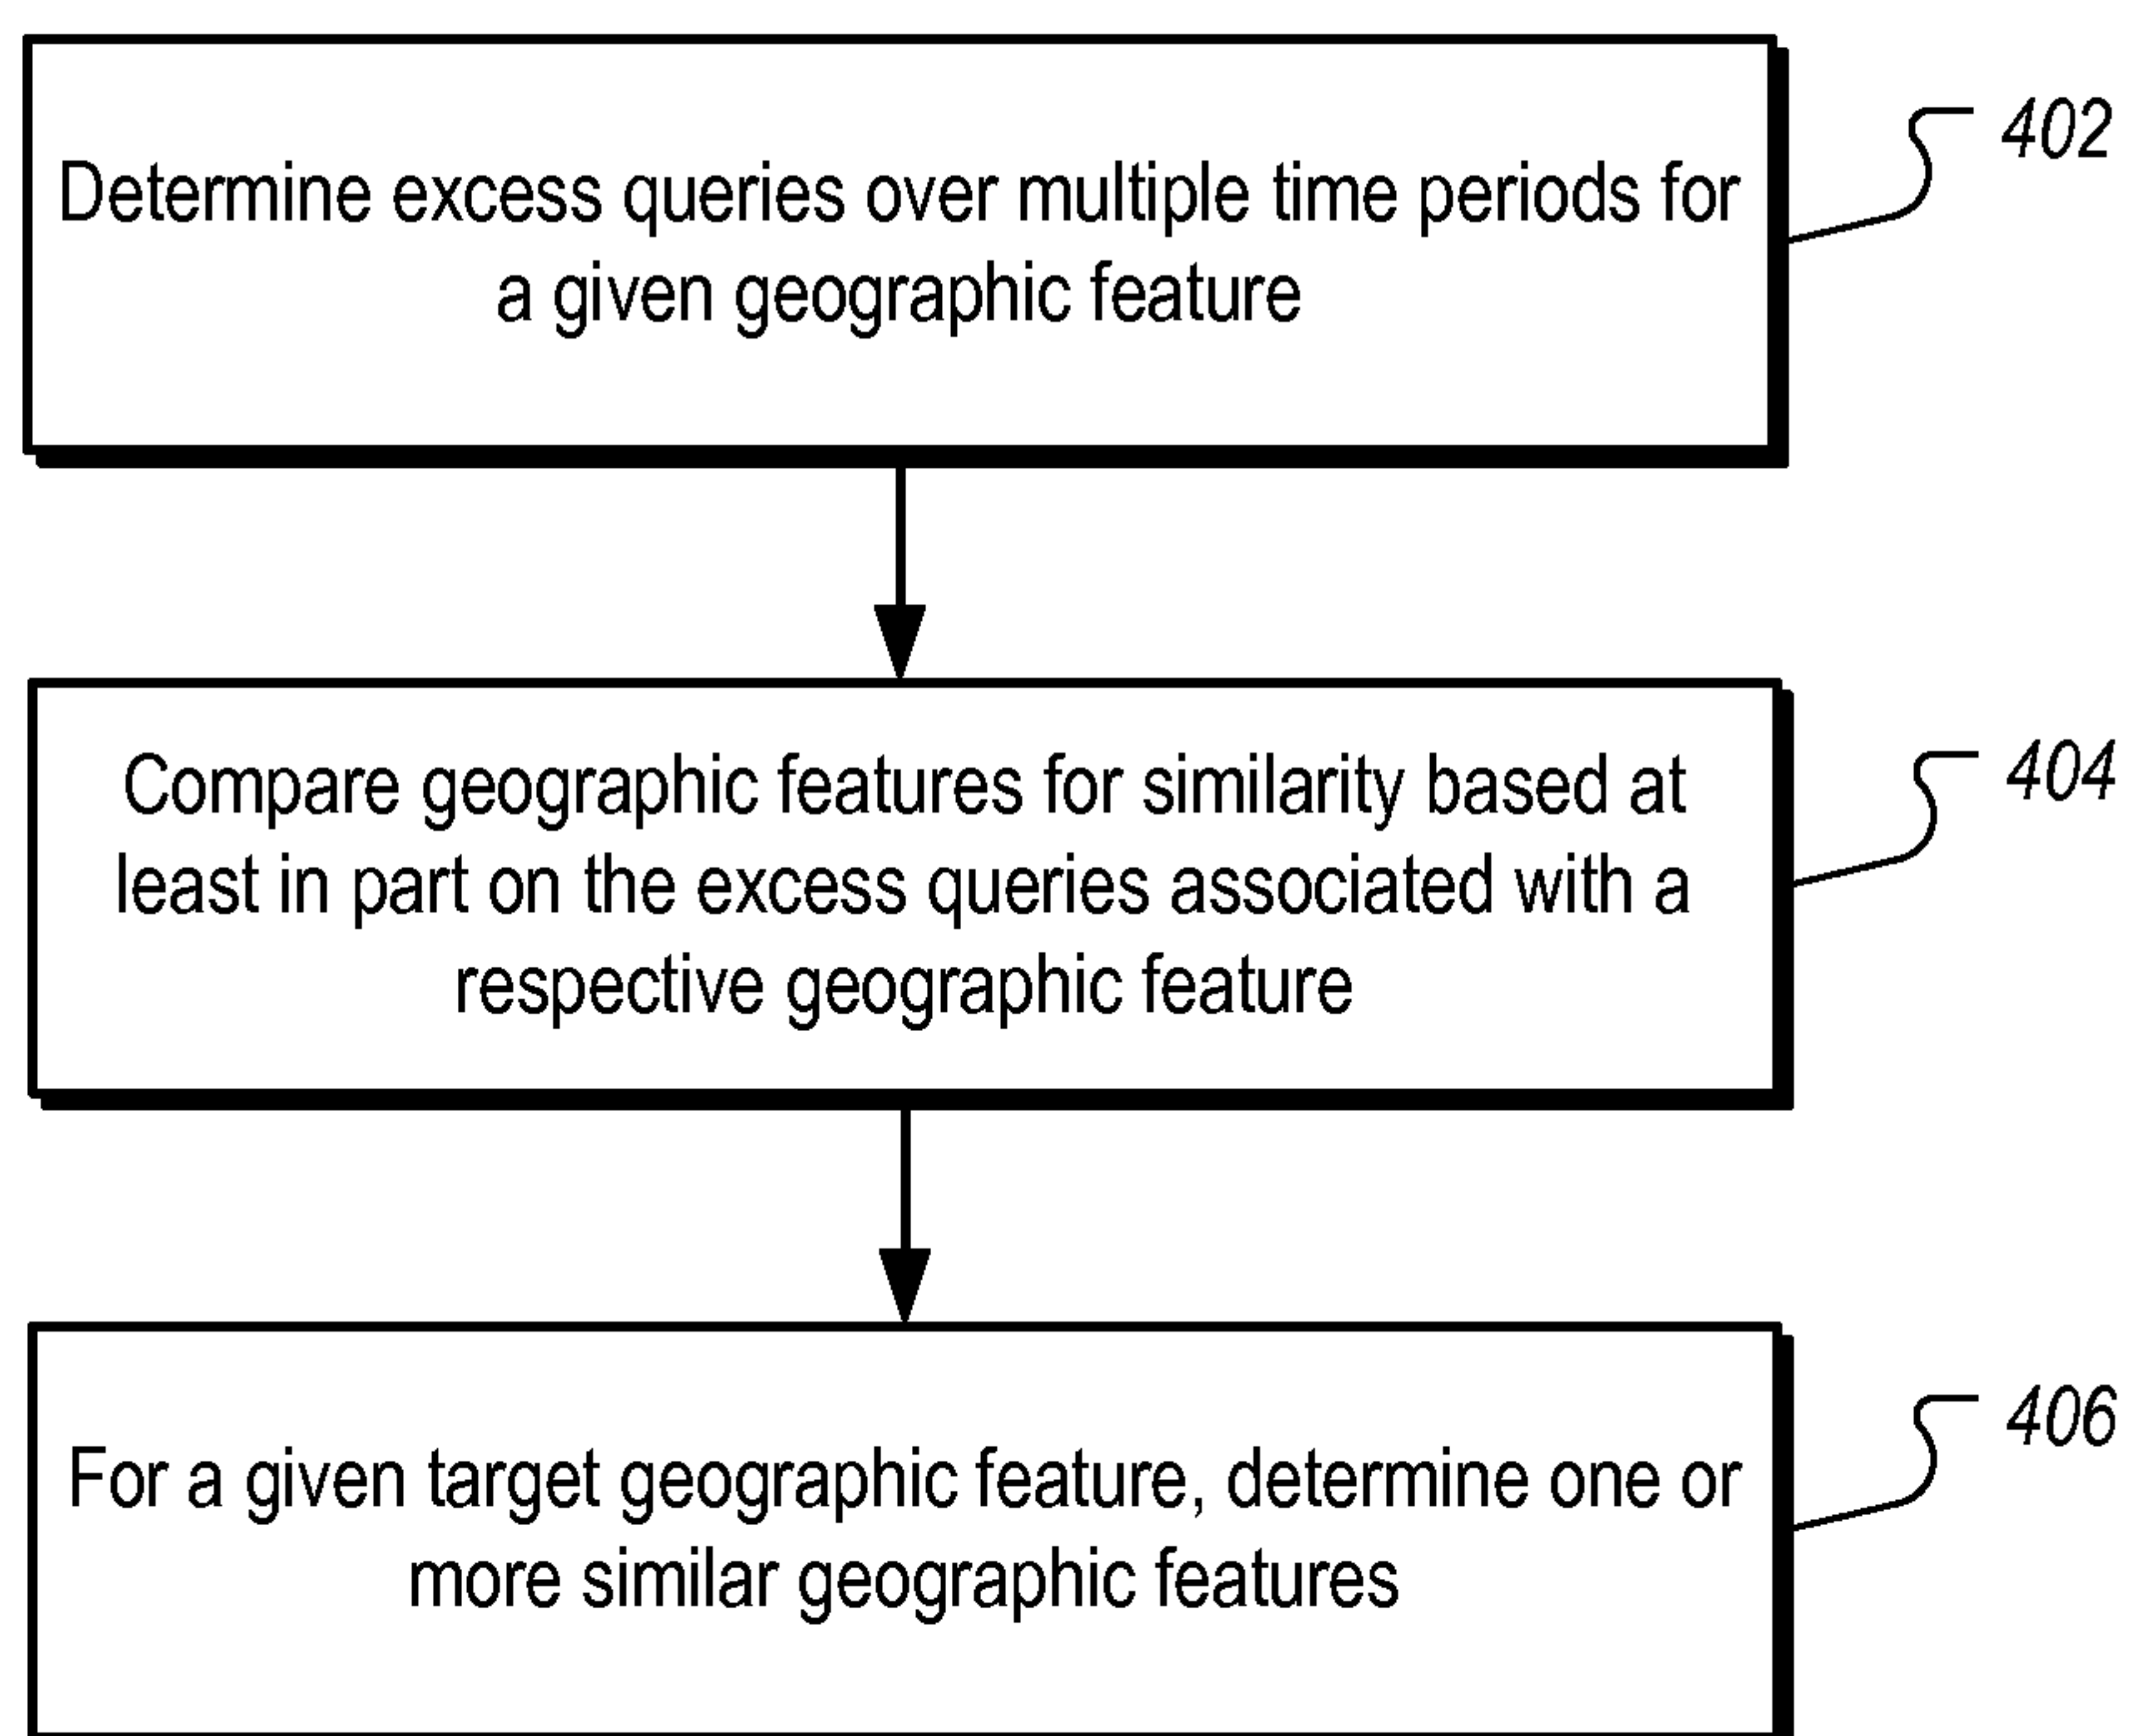 Determine excess queries over multiple time periods for
a given geographic feature
402
Compare geographic features for similarity based at
least in part on the excess queries associated with a
respective geographic feature
404
For a given target geographic feature, determine one or
more similar geographic features
406